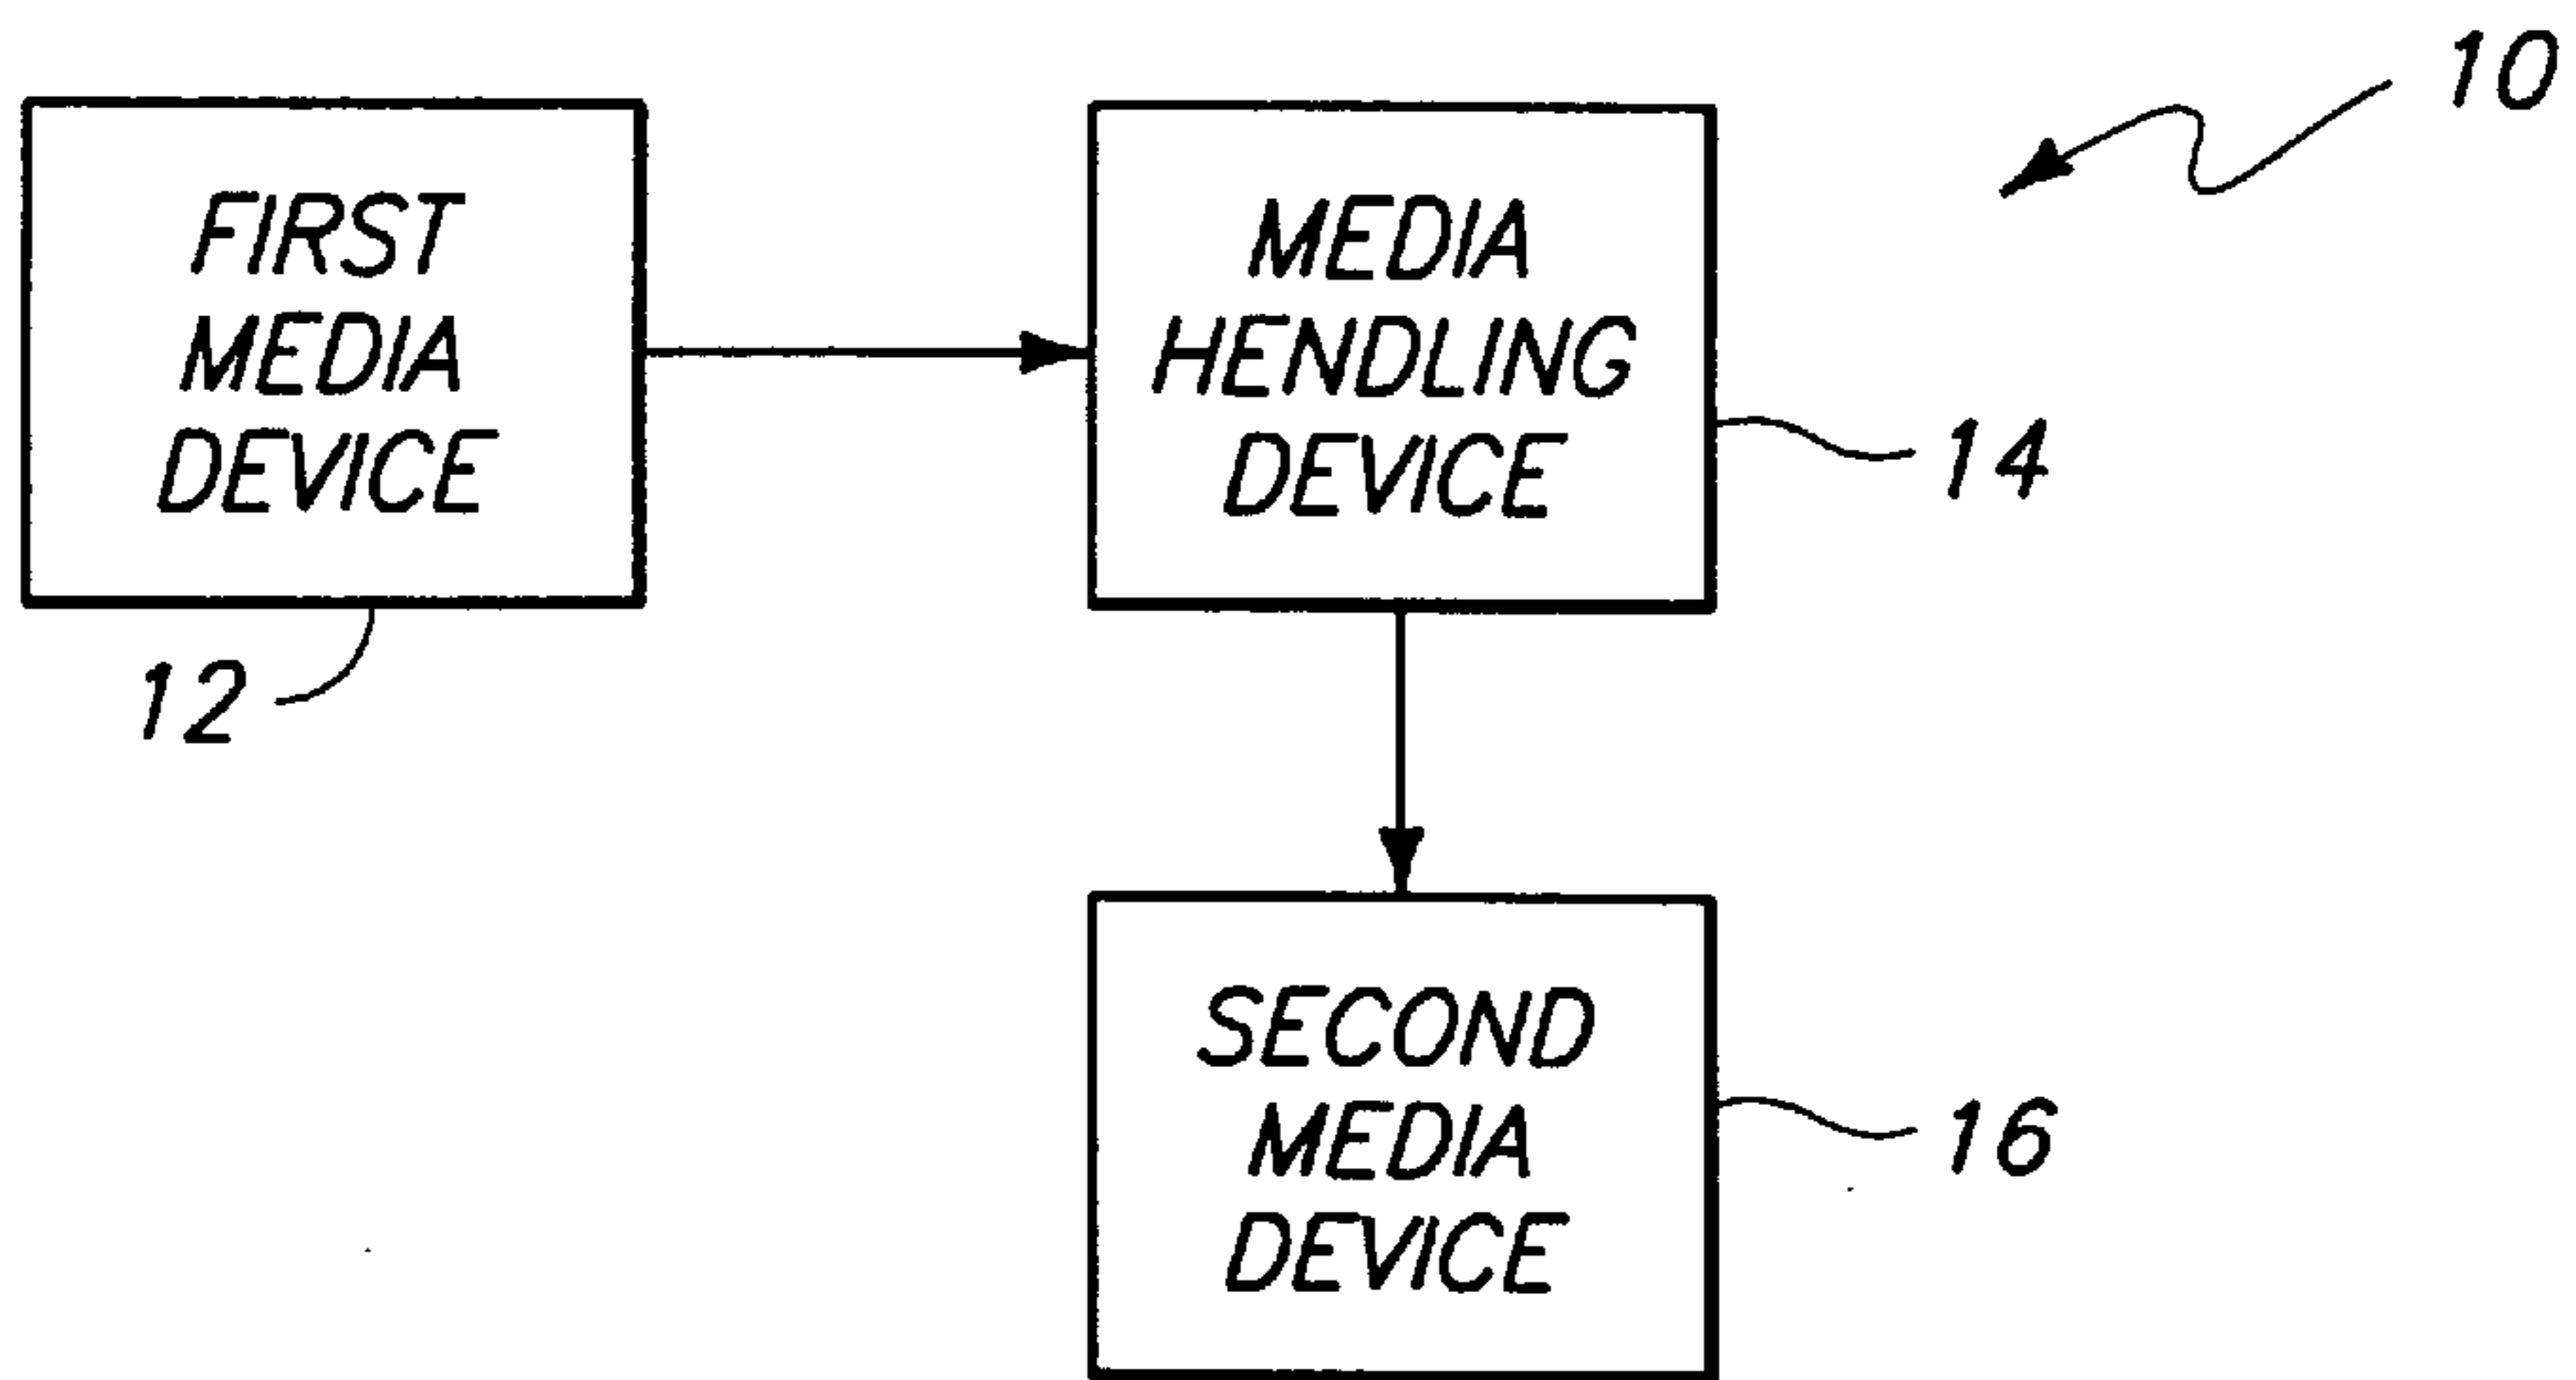 10
FIRST
MEDIA
DEVICE
12
MEDIA
HENDLING
DEVICE
14
SECOND
MEDIA
DEVICE
16